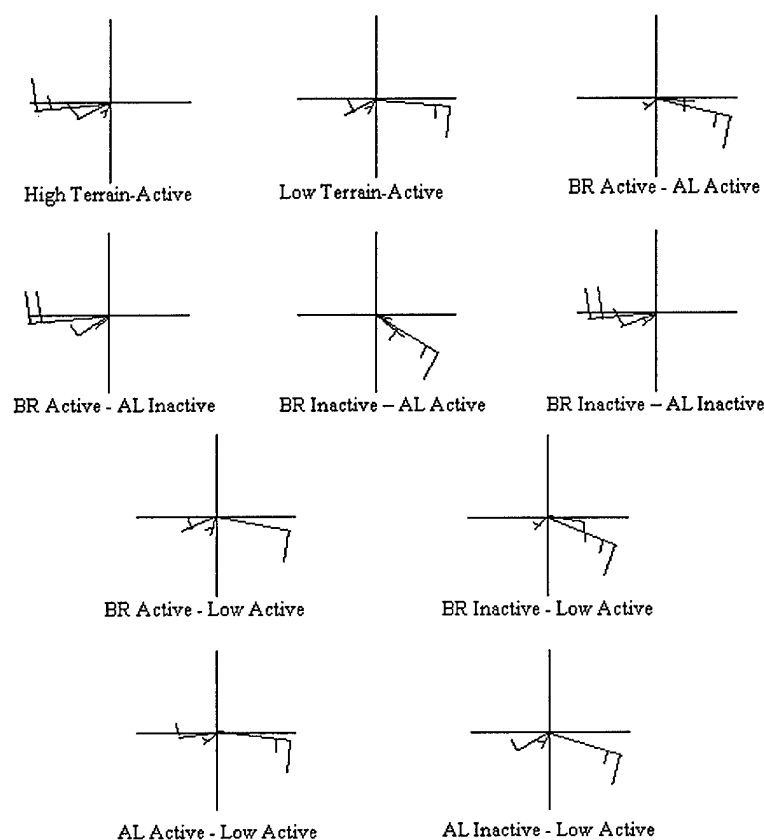 High Terrain-Active
Low Terrain-Active
BR Active - AL Active
BR Active - AL Inactive
BR Inactive – AL Active
BR Inactive – AL Inactive
BR Active - Low Active
BR Inactive - Low Active
AL Active - Low Active
AL Inactive - Low Active